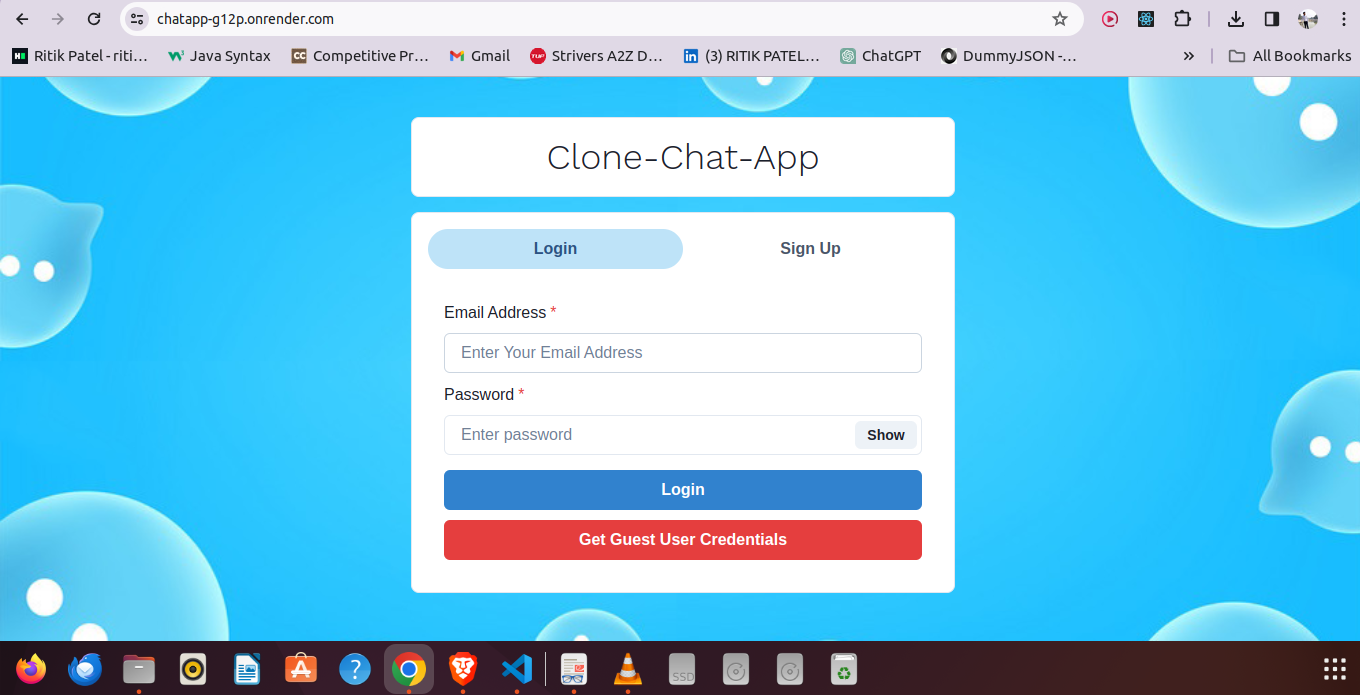 chatapp-g12p.onrender.com
Ritik Patel - riti...
Java Syntax
Competitive Pr...
Gmail
Strivers A2Z D...
(3) RITIK PATEL...
ChatGPT
DummyJSON -...
All Bookmarks
Clone-Chat-App
Login
Sign Up
Email Address *
Enter Your Email Address
Password *
Enter password
Show
Login
Get Guest User Credentials
SSD